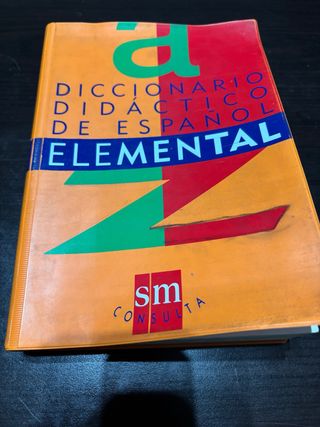 a
DICCIONARIO
DIDÁCTICO
DE ESPAÑOL
ELEMENTAL
Z
sm
CONSULTA